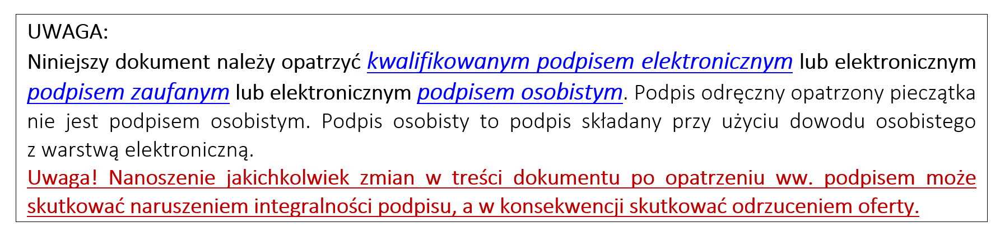 UWAGA:
Niniejszy dokument należy opatrzyć kwalifikowanym podpisem elektronicznym lub elektronicznym
podpisem zaufanym lub elektronicznym podpisem osobistym. Podpis odręczny opatrzony pieczątka
nie jest podpisem osobistym. Podpis osobisty to podpis składany przy użyciu dowodu osobistego
z warstwą elektroniczną.
Uwaga! Nanoszenie jakichkolwiek zmian w treści dokumentu po opatrzeniu ww. podpisem może
skutkować naruszeniem integralności podpisu, a w konsekwencji skutkować odrzuceniem oferty.